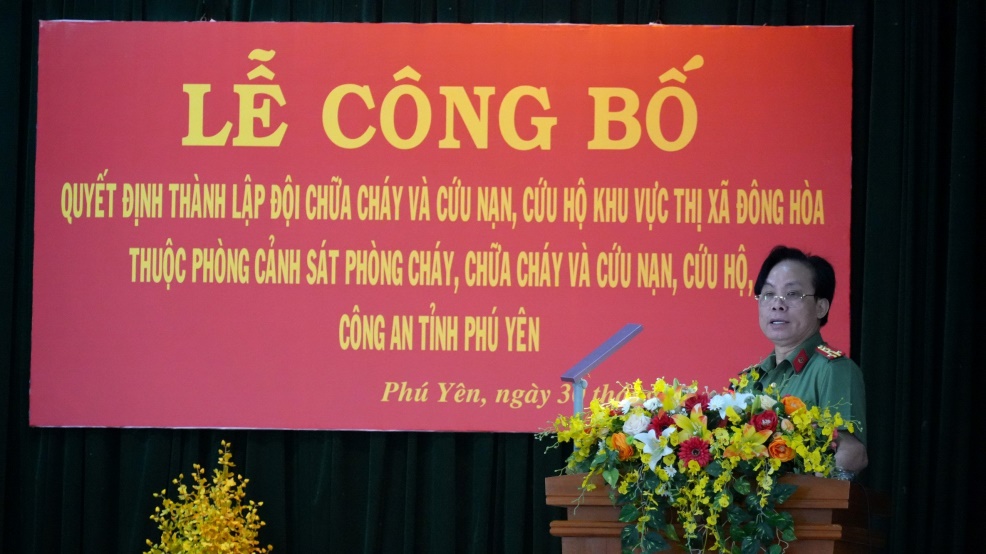 LỄ CÔNG BỐ
QUYẾT ĐỊNH THÀNH LẬP ĐỘI CHỮA CHÁY VÀ CỨU NẠN, CỨU HỘ KHU VỰC THỊ XÃ ĐÔNG HÒA
THUỘC PHÒNG CẢNH SÁT PHÒNG CHÁY, CHỮA CHÁY VÀ CỨU NẠN, CỨU HỘ,
CÔNG AN TỈNH PHÚ YÊN
Phú Yên, ngày